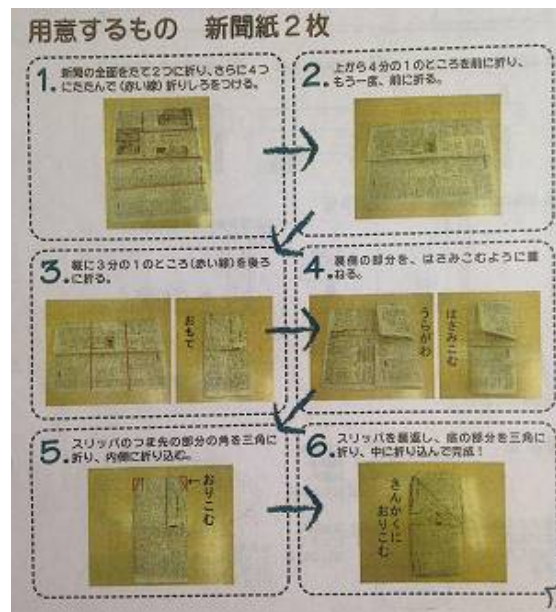 用意するもの 新聞紙2枚
1. 新聞の全面をたて2つに折り、さらに4つ
にたたんで(赤い線)折りしろをつける。
2. 上から4分の1のところを前に折り、
もう一度、前に折る。
3. 縦に3分の1のところ(赤い線)を後ろ
に折る。
おもて
4. 裏側の部分を、はさみこむように重
ねる。
うらがわ
はさみこむ
5. スリッパのつま先の部分の角を三角に
折り、内側に折り込む。
←おりこむ
6. スリッパを裏返し、底の部分を三角に
折り、中に折り込んで完成!
さんかくに
おりこむ